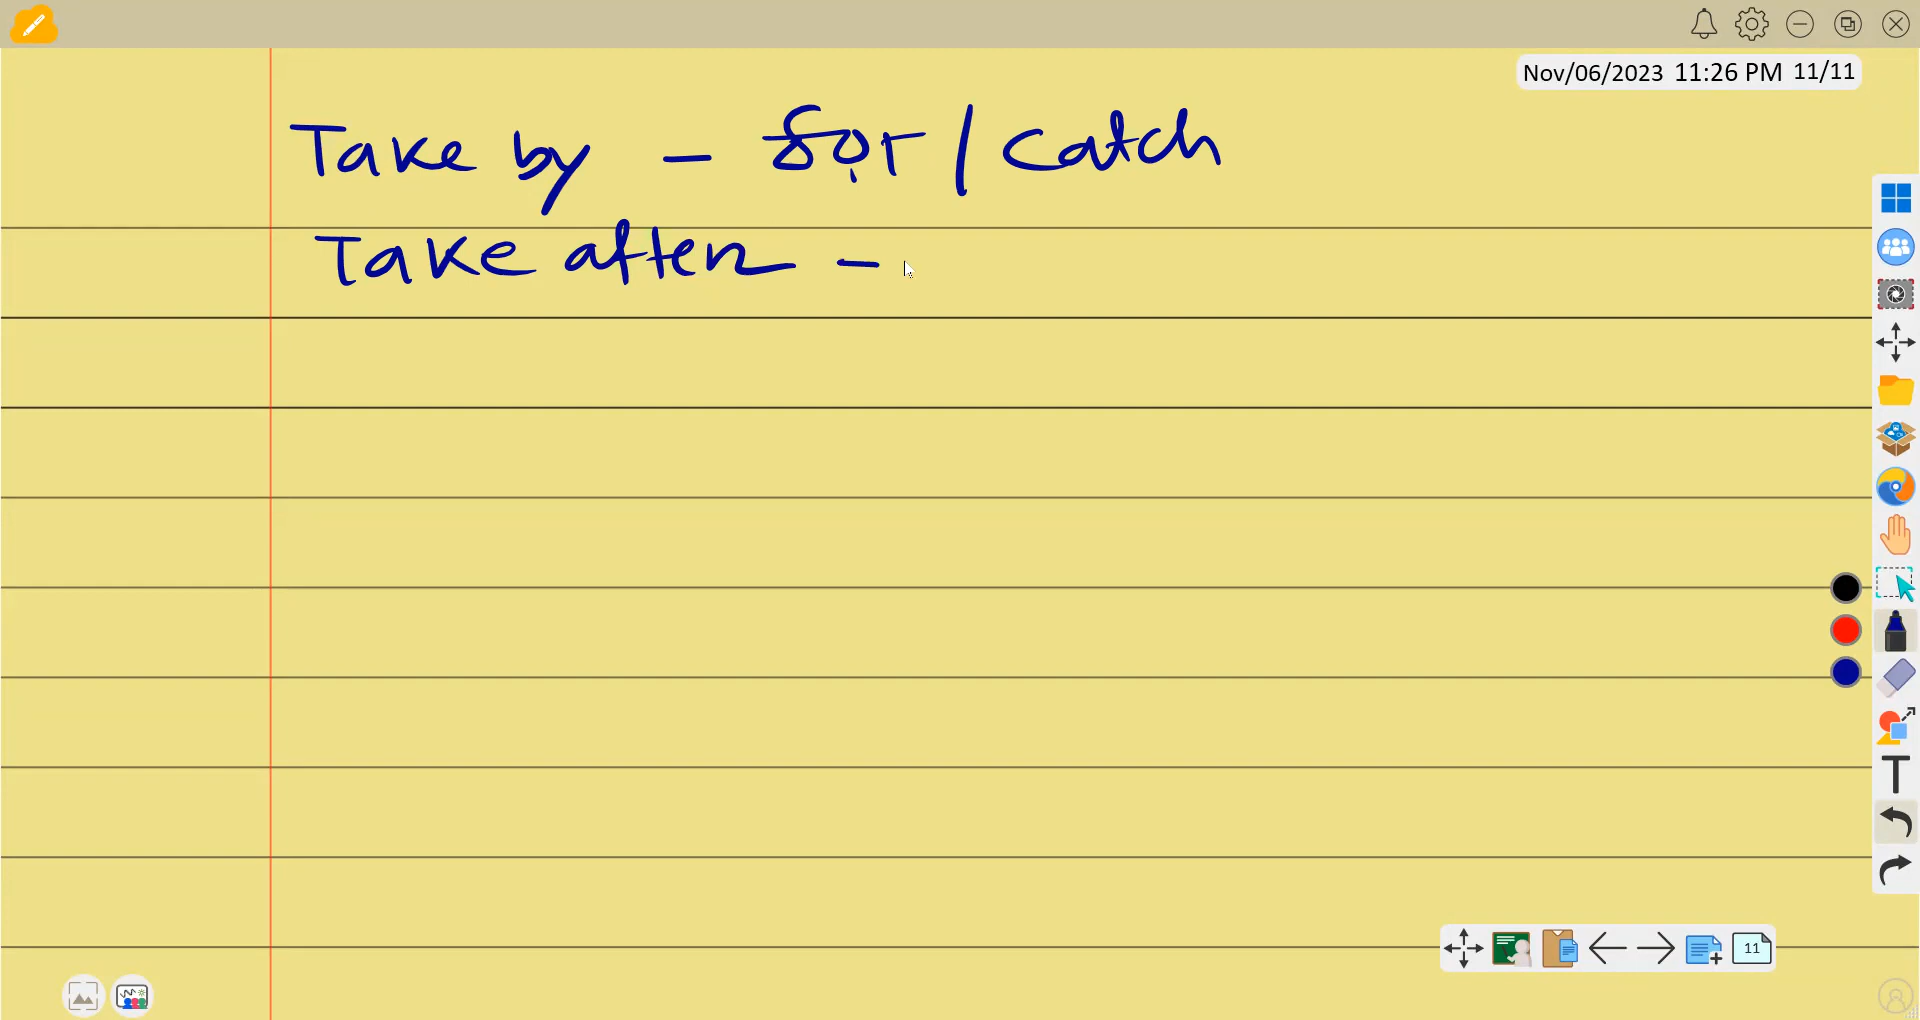 Nov/06/2023 11:26 PM 11/11
Take by - ধরা / catch
Take after -
T
11